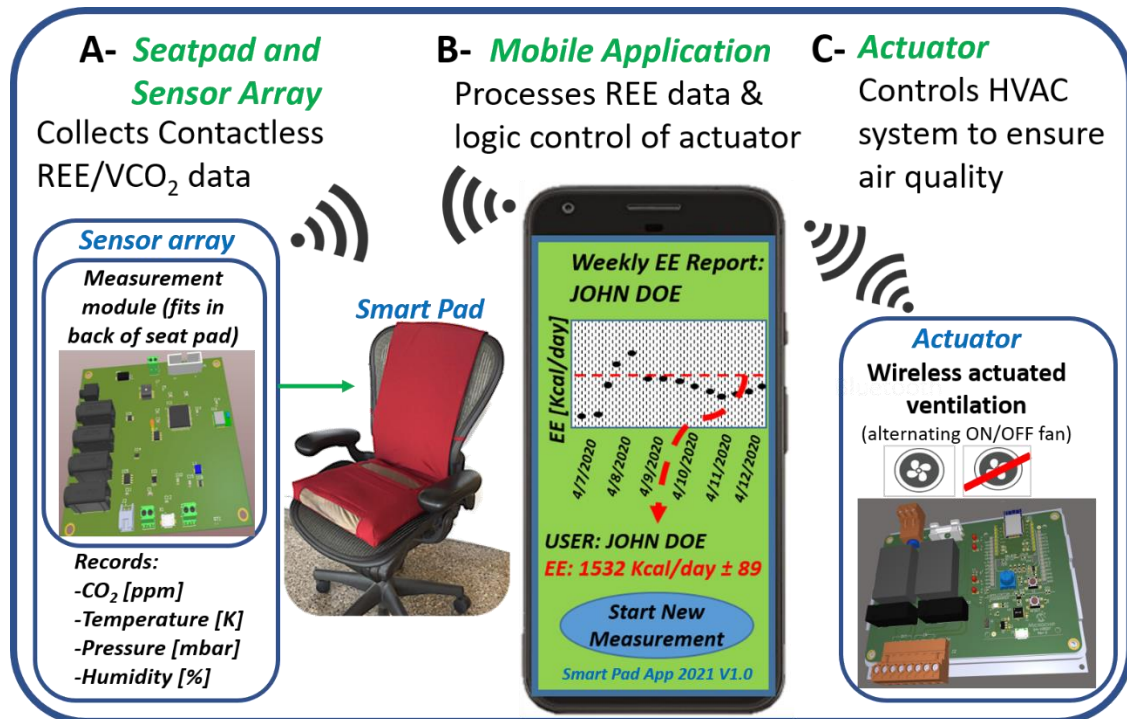 A- Seatpad and
Sensor Array
Collects Contactless
REE/VCO₂ data
Sensor array
Measurement
module (fits in
back of seat pad)
Records:
-CO₂ [ppm]
-Temperature [K]
-Pressure [mbar]
-Humidity [%]
Smart Pad
B- Mobile Application
Processes REE data &
logic control of actuator
Weekly EE Report:
JOHN DOE
EE [Kcal/day]
4/7/2020
4/8/2020
4/9/2020
4/10/2020
4/11/2020
4/12/2020
USER: JOHN DOE
EE: 1532 Kcal/day ± 89
Start New
Measurement
Smart Pad App 2021 V1.0
C- Actuator
Controls HVAC
system to ensure
air quality
Actuator
Wireless actuated
ventilation
(alternating ON/OFF fan)